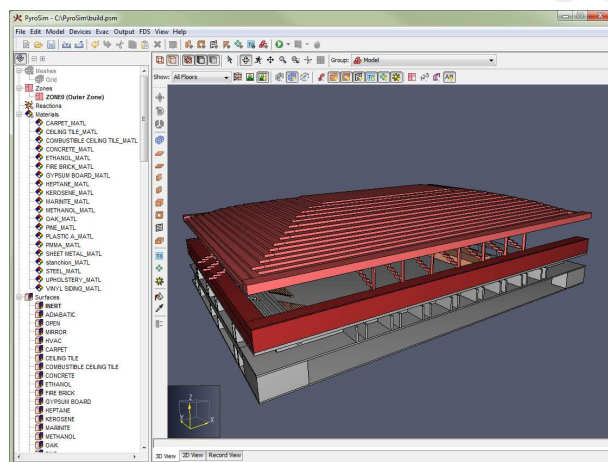 PyroSim - C:\PyroSim\build.psm
File Edit Model Devices Evac Output FDS View Help
Group: Model
Show: All Floors
Meshes
Grid
Zones
ZONE0 (Outer Zone)
Reactions
Materials
CARPET_MATL
CEILING TILE_MATL
COMBUSTIBLE CEILING TILE_MATL
CONCRETE_MATL
ETHANOL_MATL
FIRE BRICK_MATL
GYPSUM BOARD_MATL
HEPTANE_MATL
KEROSENE_MATL
MARINITE_MATL
METHANOL_MATL
OAK_MATL
PINE_MATL
PLASTIC A_MATL
PMMA_MATL
SHEET METAL_MATL
stanchion_MATL
STEEL_MATL
UPHOLSTERY_MATL
VINYL SIDING_MATL
Surfaces
INERT
ADIABATIC
OPEN
MIRROR
HVAC
CARPET
CEILING TILE
COMBUSTIBLE CEILING TILE
CONCRETE
ETHANOL
FIRE BRICK
GYPSUM BOARD
HEPTANE
KEROSENE
MARINITE
METHANOL
OAK
Z
Y
X
3D View 2D View Record View